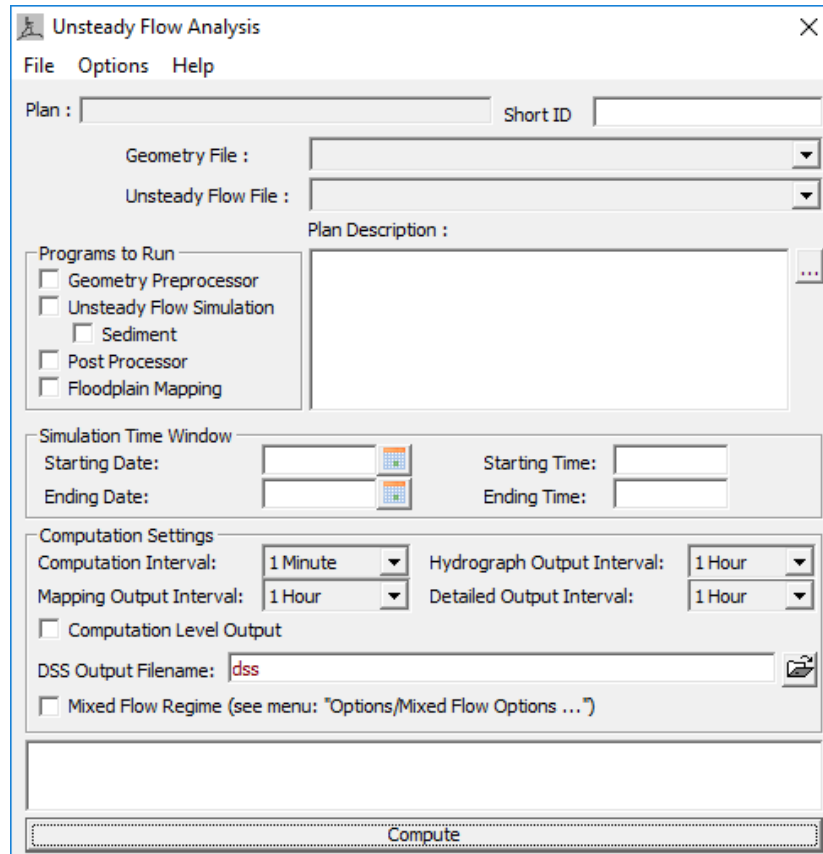 Unsteady Flow Analysis
File Options Help
Plan : Short ID
Geometry File :
Unsteady Flow File :
Plan Description :
Programs to Run
Geometry Preprocessor
...
Unsteady Flow Simulation
Sediment
Post Processor
Floodplain Mapping
Simulation Time Window
Starting Date: Starting Time:
Ending Date: Ending Time:
Computation Settings
Computation Interval: 1 Minute Hydrograph Output Interval: 1 Hour
Mapping Output Interval: 1 Hour Detailed Output Interval: 1 Hour
Computation Level Output
DSS Output Filename: dss
Mixed Flow Regime (see menu: "Options/Mixed Flow Options ...")
Compute